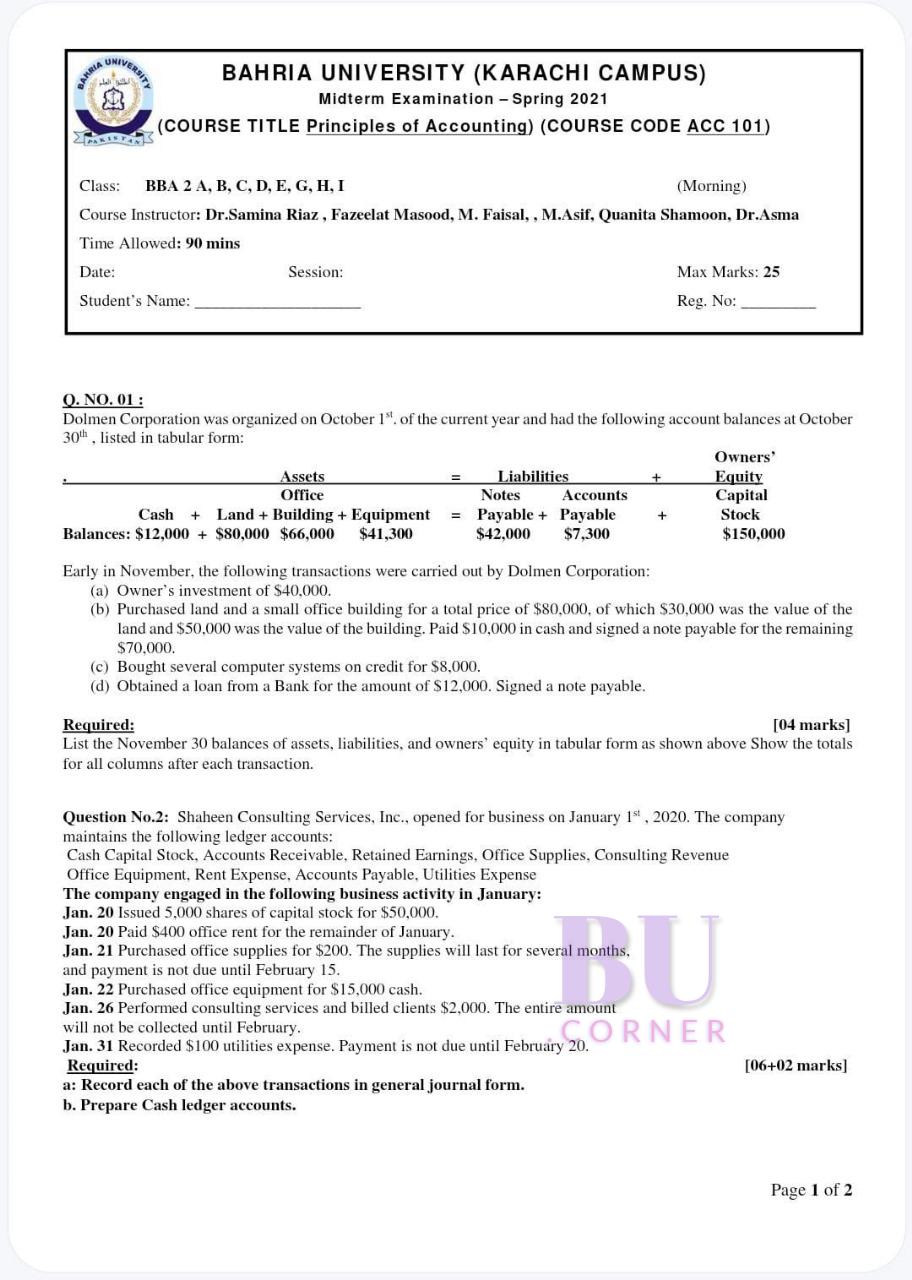 BAHRIA UNIVERSITY
PAKISTAN
BAHRIA UNIVERSITY (KARACHI CAMPUS)
Midterm Examination – Spring 2021
(COURSE TITLE Principles of Accounting) (COURSE CODE ACC 101)
Class: BBA 2 A, B, C, D, E, G, H, I (Morning)
Course Instructor: Dr.Samina Riaz , Fazeelat Masood, M. Faisal, , M.Asif, Quanita Shamoon, Dr.Asma
Time Allowed: 90 mins
Date: Session: Max Marks: 25
Student's Name: ____________________ Reg. No: _________
Q. NO. 01 :
Dolmen Corporation was organized on October 1st. of the current year and had the following account balances at October
30th , listed in tabular form:
Owners'
. Assets = Liabilities + Equity
Office Notes Accounts Capital
Cash + Land + Building + Equipment = Payable + Payable + Stock
Balances: $12,000 + $80,000 $66,000 $41,300 $42,000 $7,300 $150,000
Early in November, the following transactions were carried out by Dolmen Corporation:
(a) Owner's investment of $40,000.
(b) Purchased land and a small office building for a total price of $80,000, of which $30,000 was the value of the
land and $50,000 was the value of the building. Paid $10,000 in cash and signed a note payable for the remaining
$70,000.
(c) Bought several computer systems on credit for $8,000.
(d) Obtained a loan from a Bank for the amount of $12,000. Signed a note payable.
Required: [04 marks]
List the November 30 balances of assets, liabilities, and owners' equity in tabular form as shown above Show the totals
for all columns after each transaction.
Question No.2: Shaheen Consulting Services, Inc., opened for business on January 1st , 2020. The company
maintains the following ledger accounts:
Cash Capital Stock, Accounts Receivable, Retained Earnings, Office Supplies, Consulting Revenue
Office Equipment, Rent Expense, Accounts Payable, Utilities Expense
The company engaged in the following business activity in January:
Jan. 20 Issued 5,000 shares of capital stock for $50,000.
Jan. 20 Paid $400 office rent for the remainder of January.
Jan. 21 Purchased office supplies for $200. The supplies will last for several months,
and payment is not due until February 15.
Jan. 22 Purchased office equipment for $15,000 cash.
Jan. 26 Performed consulting services and billed clients $2,000. The entire amount
will not be collected until February.
Jan. 31 Recorded $100 utilities expense. Payment is not due until February 20.
Required: [06+02 marks]
a: Record each of the above transactions in general journal form.
b. Prepare Cash ledger accounts.
BU
.CORNER
Page 1 of 2